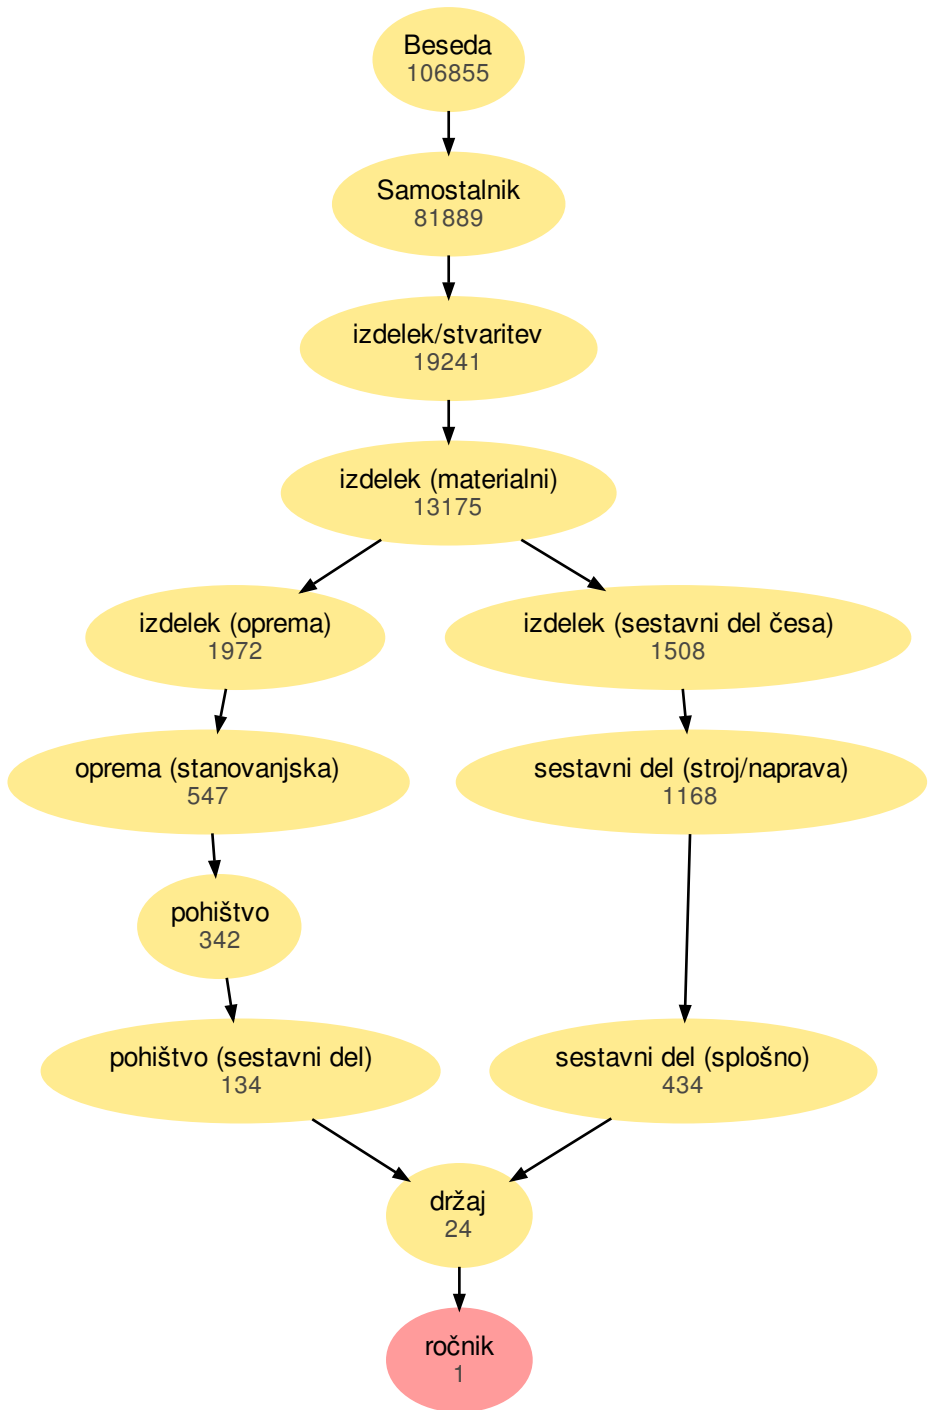 Beseda
106855
Samostalnik
81889
izdelek/stvaritev
19241
izdelek (materialni)
13175
izdelek (oprema)
1972
izdelek (sestavni del česa)
1508
oprema (stanovanjska)
547
sestavni del (stroj/naprava)
1168
pohištvo
342
pohištvo (sestavni del)
134
sestavni del (splošno)
434
držaj
24
ročnik
1